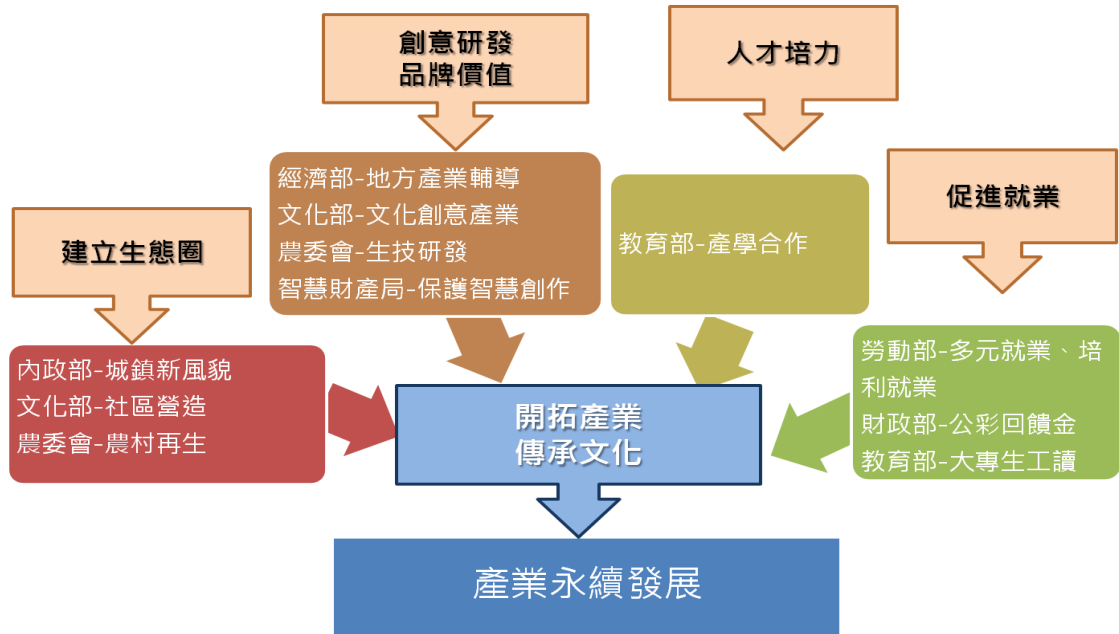 建立生態圈
內政部-城鎮新風貌
文化部-社區營造
農委會-農村再生
創意研發
品牌價值
經濟部-地方產業輔導
文化部-文化創意產業
農委會-生技研發
智慧財產局-保護智慧創作
人才培力
教育部-產學合作
促進就業
勞動部-多元就業、培
利就業
財政部-公彩回饋金
教育部-大專生工讀
開拓產業
傳承文化
產業永續發展